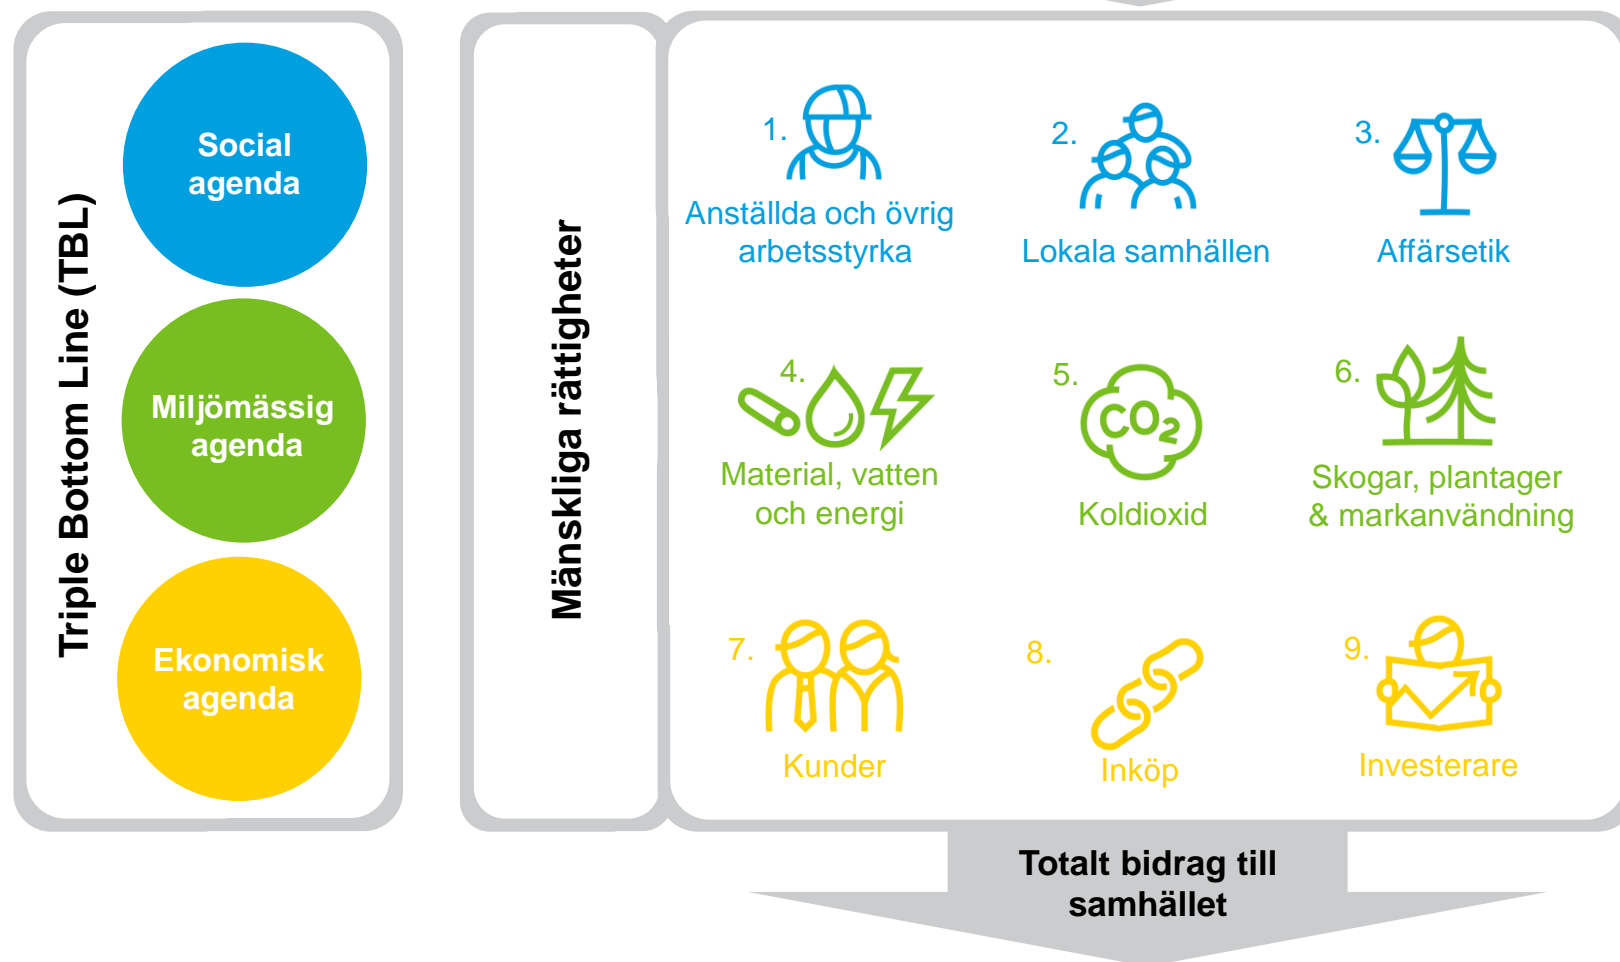 Triple Bottom Line (TBL)
Social
agenda
Miljömässig
agenda
Ekonomisk
agenda
Mänskliga rättigheter
1.
Anställda och övrig
arbetsstyrka
2.
Lokala samhällen
3.
Affärsetik
4.
Material, vatten
och energi
5.
CO2
Koldioxid
6.
Skogar, plantager
& markanvändning
7.
Kunder
8.
Inköp
9.
Investerare
Totalt bidrag till
samhället